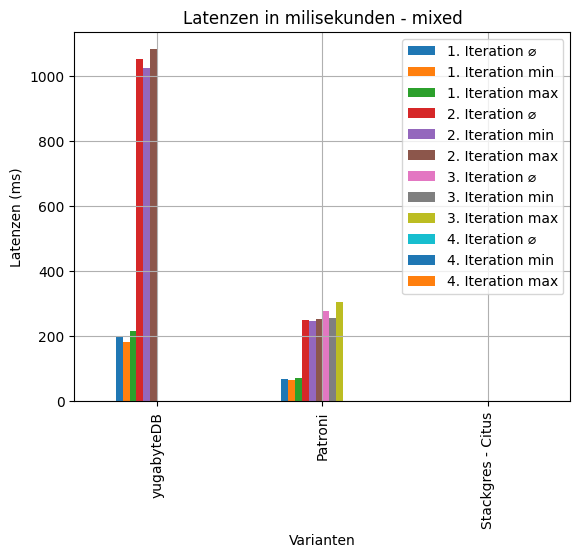 Latenzen in milisekunden - mixed
Latenzen (ms)
1000
800
600
400
200
0
1. Iteration ⌀
1. Iteration min
1. Iteration max
2. Iteration ⌀
2. Iteration min
2. Iteration max
3. Iteration ⌀
3. Iteration min
3. Iteration max
4. Iteration ⌀
4. Iteration min
4. Iteration max
yugabyteDB
Patroni
Stackgres - Citus
Varianten